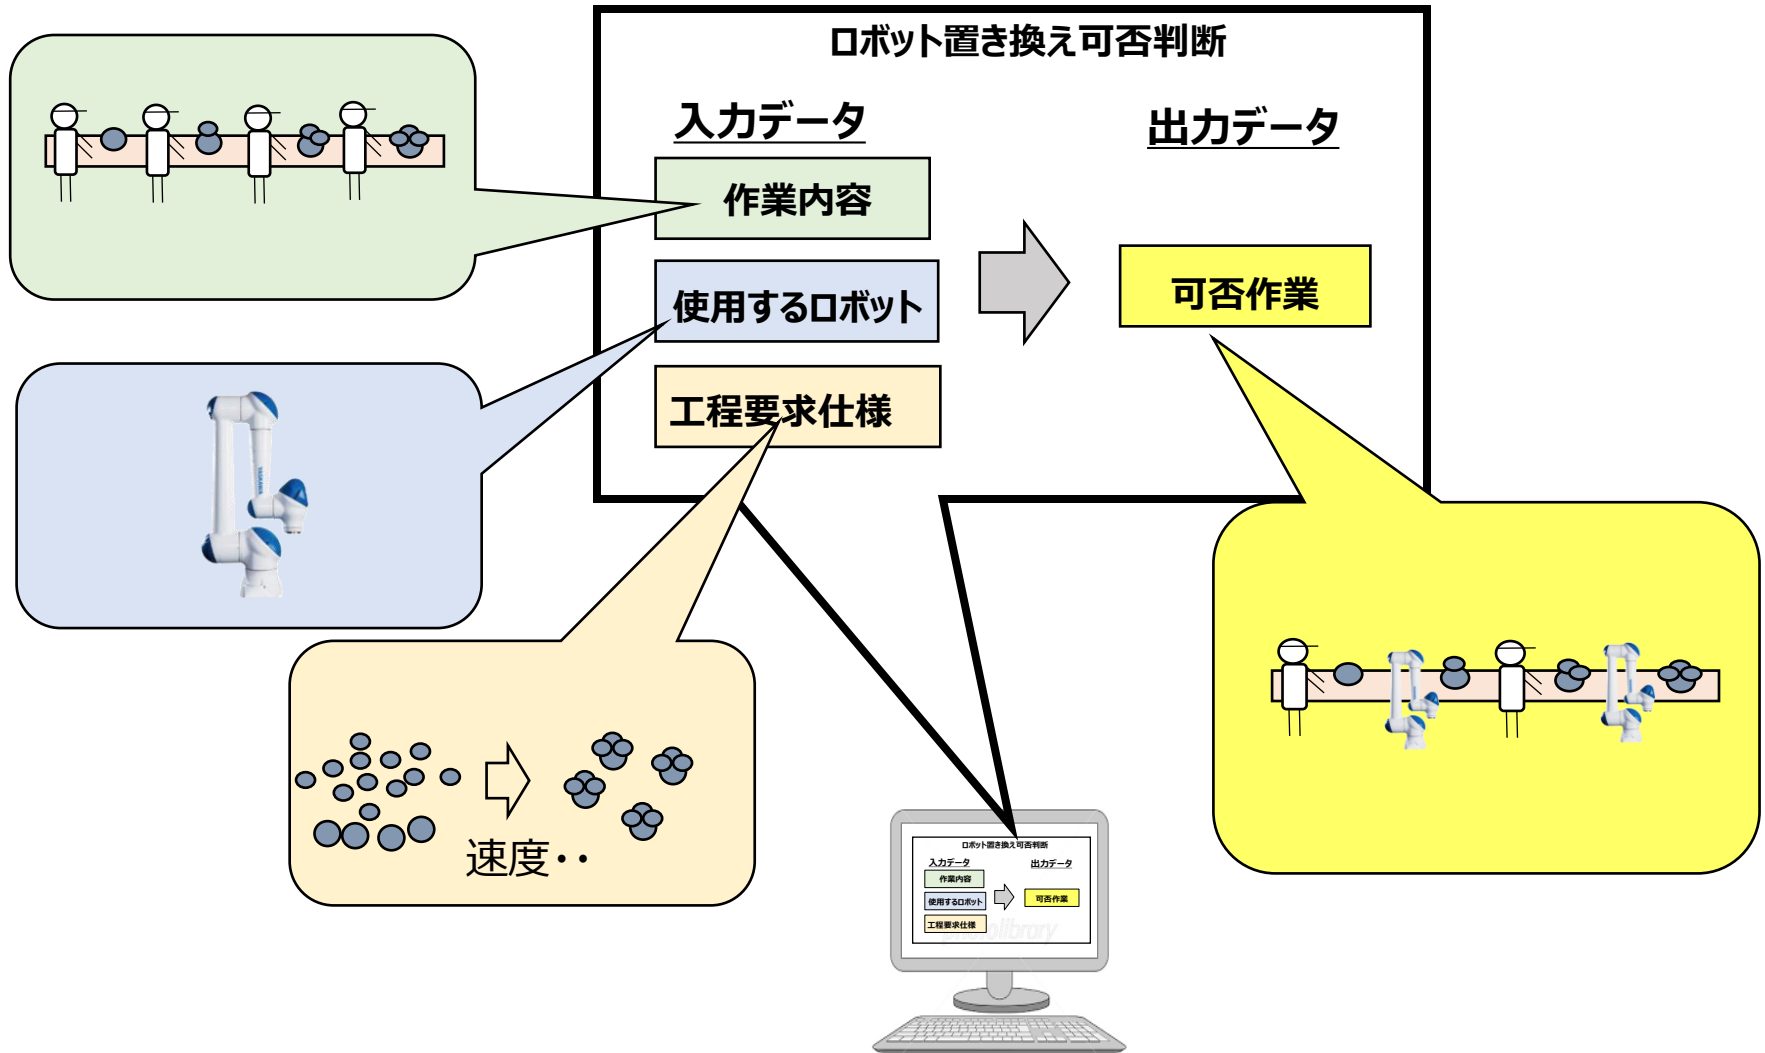 ロボット置き換え可否判断
入力データ
出力データ
作業内容
使用するロボット
可否作業
工程要求仕様
速度・・
ロボット置き換え可否判断
入力データ
出力データ
作業内容
使用するロボット
可否作業
工程要求仕様
photolibrary
YASKAWA